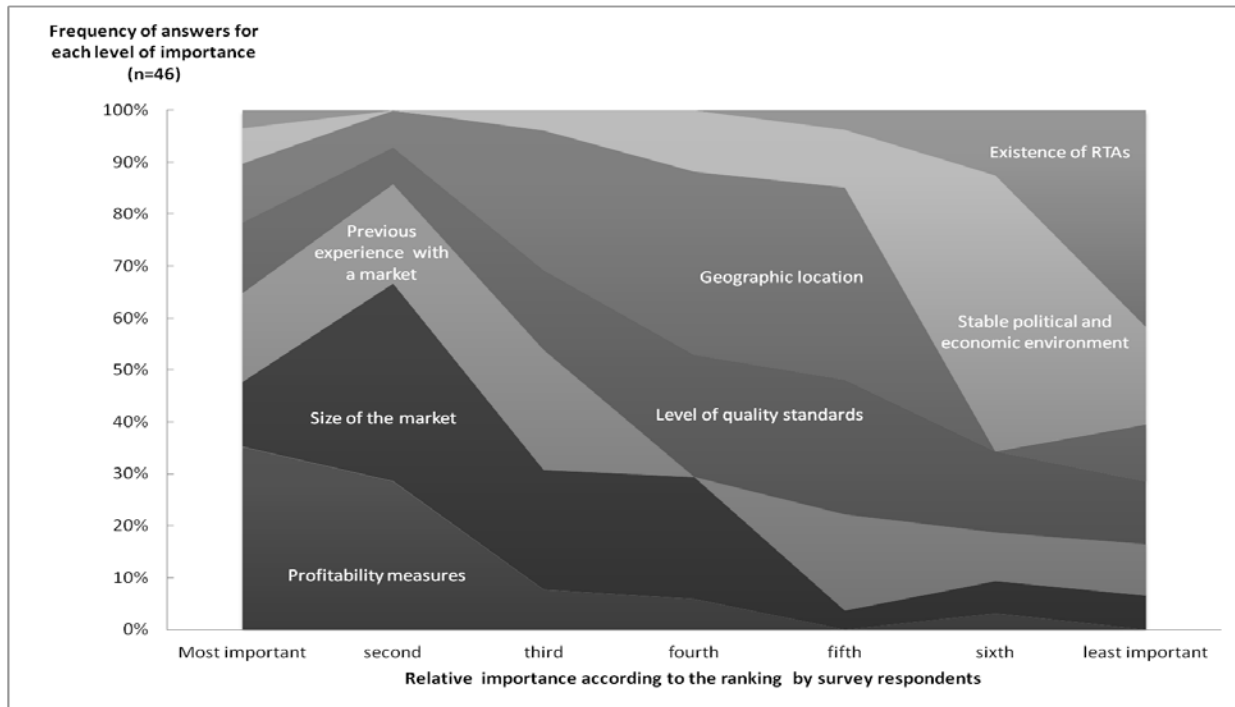 Frequency of answers for
each level of importance
(n=46)
100%
90%
80%
70%
60%
50%
40%
30%
20%
10%
0%
Existence of RTAs
Previous
experience with
a market
Geographic location
Stable political and
economic environment
Size of the market
Level of quality standards
Profitability measures
Most important second third fourth fifth sixth least important
Relative importance according to the ranking by survey respondents